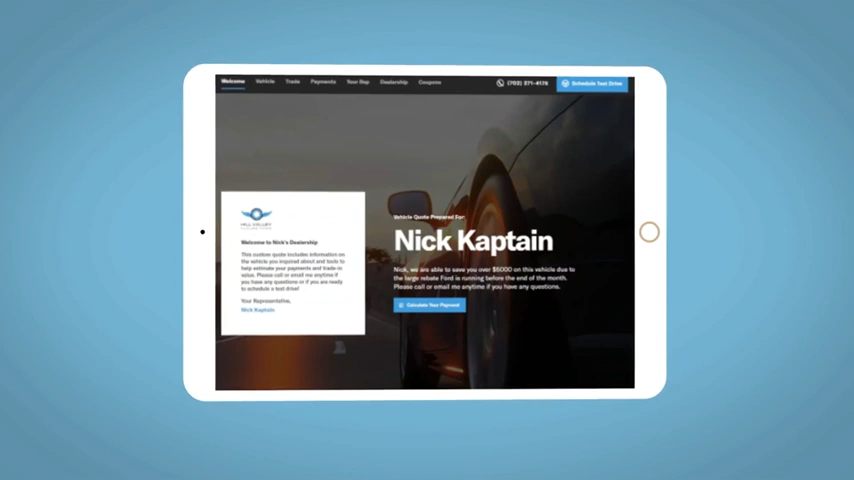 Welcome Vehicle Trade Payments Your Rep Dealership Coupons (702) 371-4176 Schedule Test Drive
MILL VALLEY
Welcome to Nick's Dealership
This custom quote includes information on
the vehicle you inquired about and tools to
help estimate your payments and trade-in
value. Please call or email me anytime if
you have any questions or if you are ready
to schedule a test drive!
Your Representative,
Nick Kaptain
Vehicle Quote Prepared For:
Nick Kaptain
Nick, we are able to save you over $6000 on this vehicle due to
the large rebate Ford is running before the end of the month.
Please call or email me anytime if you have any questions.
Calculate Your Payment